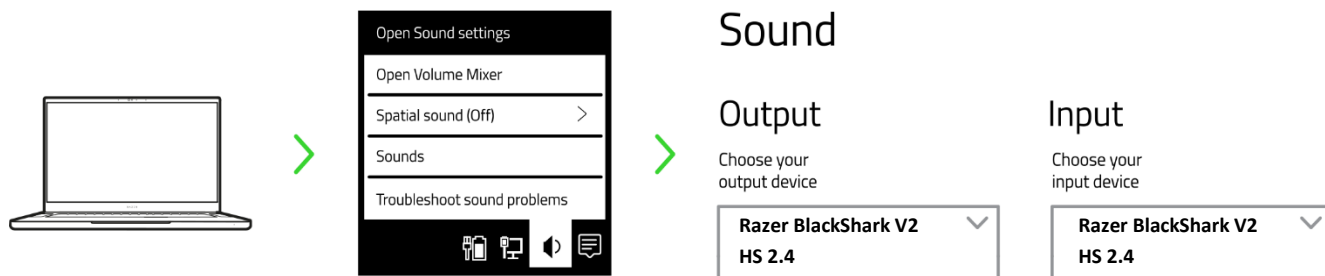 Open Sound settings
Open Volume Mixer
Spatial sound (Off)
Sounds
Troubleshoot sound problems
Sound
Output
Choose your
output device
Razer BlackShark V2
HS 2.4
Input
Choose your
input device
Razer BlackShark V2
HS 2.4